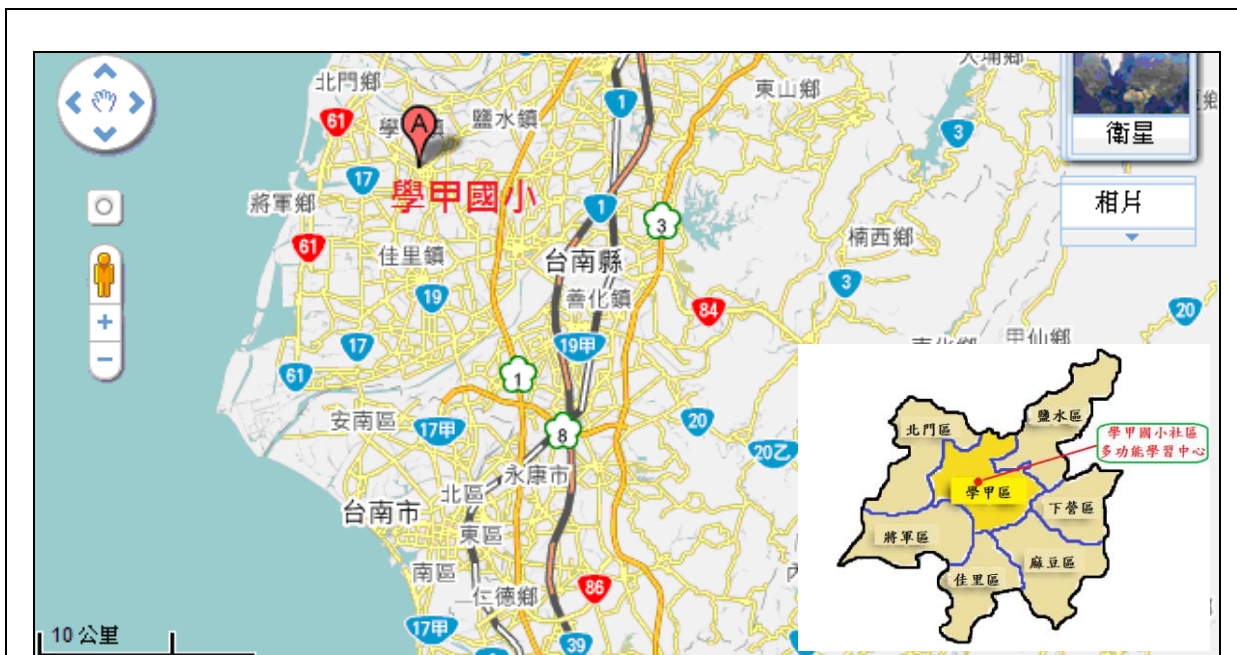 北門鄉
東山鄉
1
61
鹽水鎮
3
衛星
A
17
學甲國小
相片
將軍鄉
1
3
61
楠西鄉
佳里鎮
台南縣
3
19
善化鎮
84
20
甲仙鄉
17
19甲
61
1
安南區
17甲
8
20
20乙
永康市
北區
台南市
東區
南區
86
仁德鄉
17甲
39
10 公里
鹽水區
北門區
學甲國小社區
多功能學習中心
學甲區
下營區
將軍區
麻豆區
佳里區